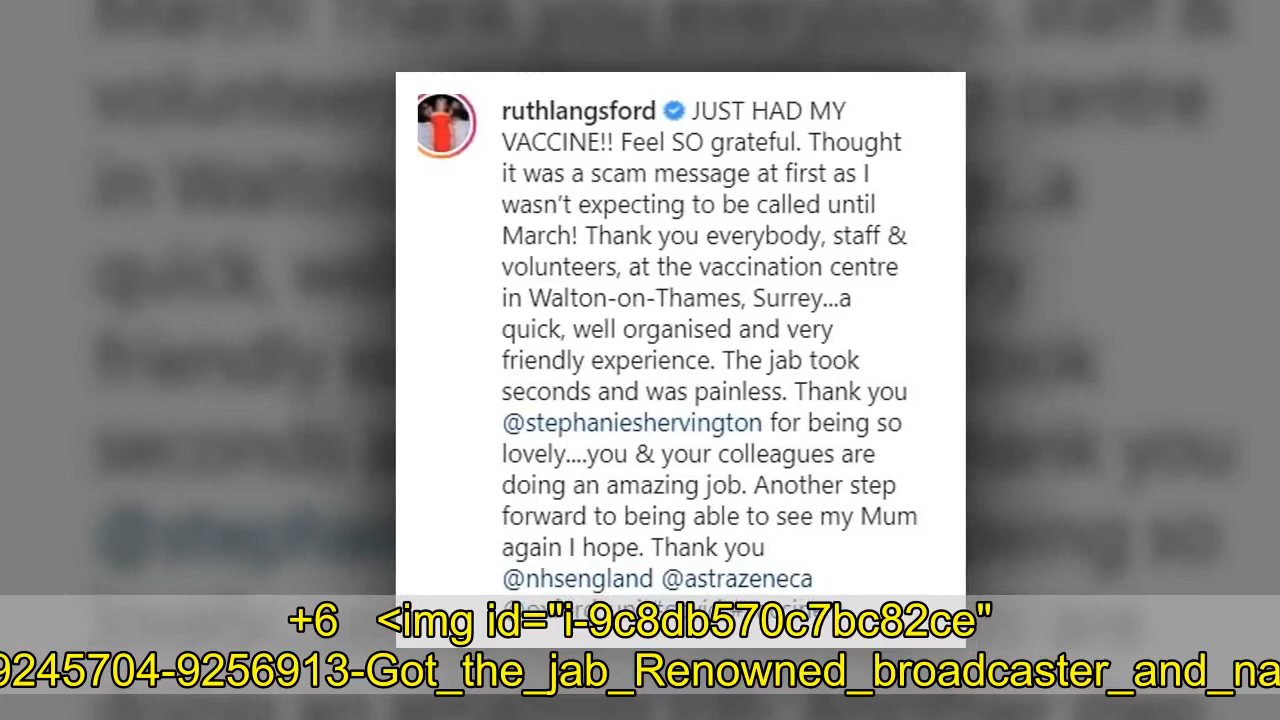 ruthlangsford JUST HAD MY
VACCINE!! Feel SO grateful. Thought
it was a scam message at first as I
wasn't expecting to be called until
March! Thank you everybody, staff &
volunteers, at the vaccination centre
in Walton-on-Thames, Surrey...a
quick, well organised and very
friendly experience. The jab took
seconds and was painless. Thank you
@stephanieshervington for being so
lovely....you & your colleagues are
doing an amazing job. Another step
forward to being able to see my Mum
again I hope. Thank you
@nhsengland @astrazeneca
+6 <img id="i-9c8db570c7bc82ce"
9245704-9256913-Got_the_jab_Renowned_broadcaster_and_na